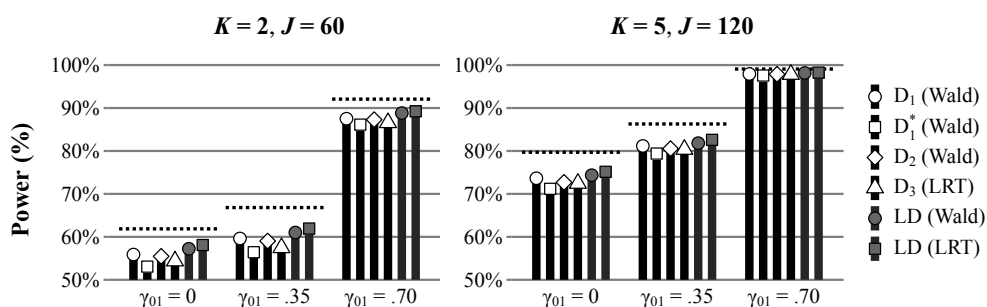 K = 2, J = 60
K = 5, J = 120
Power (%)
100%
90%
80%
70%
60%
50%
γ01 = 0
γ01 = .35
γ01 = .70
100%
90%
80%
70%
60%
50%
γ01 = 0
γ01 = .35
γ01 = .70
D1 (Wald)
D*1 (Wald)
D2 (Wald)
D3 (LRT)
LD (Wald)
LD (LRT)